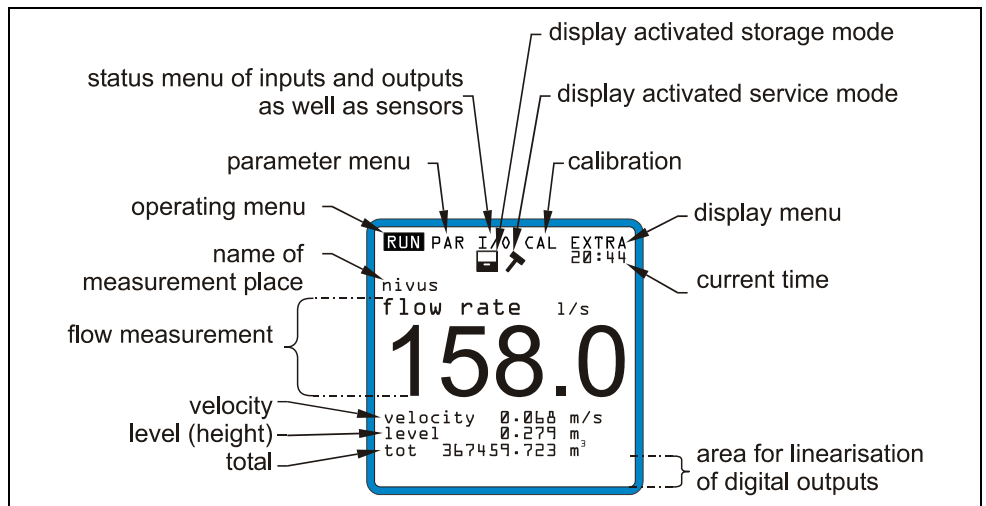 display activated storage mode
status menu of inputs and outputs
as well as sensors
display activated service mode
parameter menu
calibration
operating menu
display menu
name of
measurement place
current time
flow measurement
velocity
level (height)
total
area for linearisation
of digital outputs
RUN PAR I/O CAL EXTRA
20:44
nivus
flow rate l/s
158.0
velocity 0.068 m/s
level 0.279 m
tot 367459.723 m³